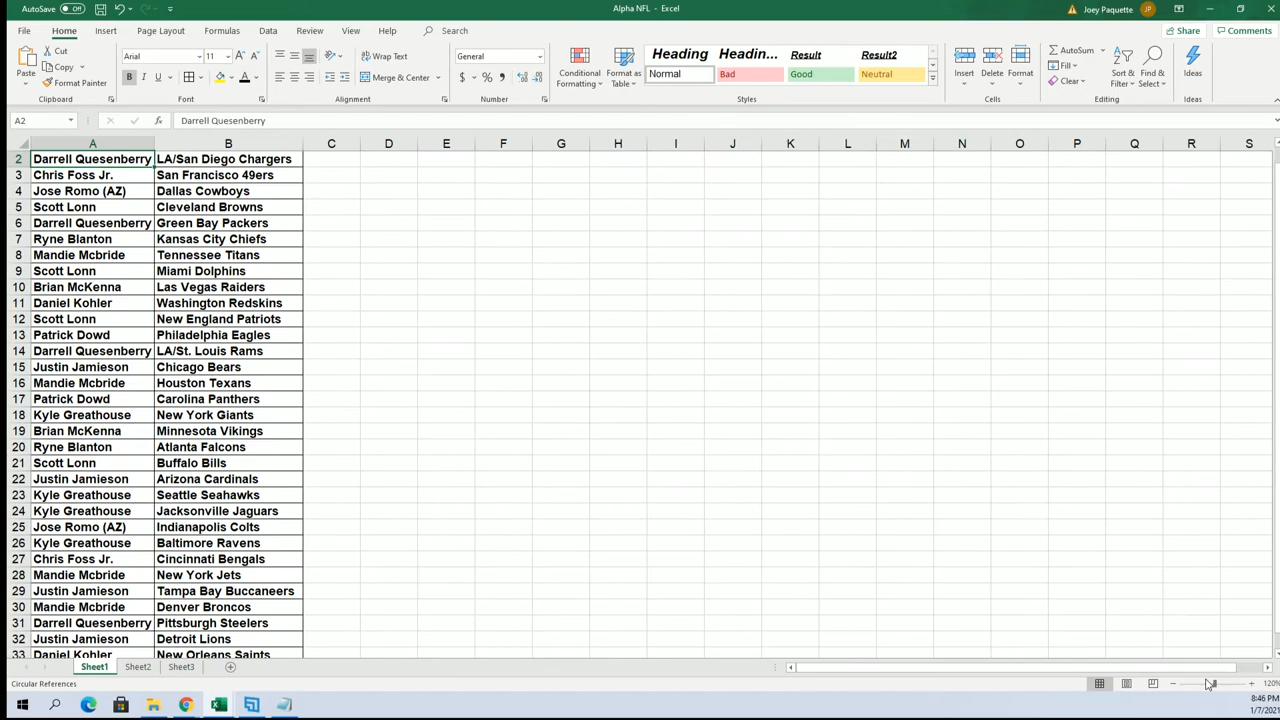 AutoSave Off Alpha NFL - Excel Joey Paquette JP
File Home Insert Page Layout Formulas Data Review View Help Search Share Comments
Paste Cut Copy Format Painter Clipboard
Arial 11 Font
Wrap Text Merge & Center Alignment
General Number
Conditional Formatting Format as Table
Heading Headin... Result Result2
Normal Bad Good Neutral
Styles
Insert Delete Format Cells
AutoSum Fill Clear Sort & Filter Find & Select Editing
Ideas Ideas
A2 fx Darrell Quesenberry
A B C D E F G H I J K L M N O P Q R S
2 Darrell Quesenberry LA/San Diego Chargers
3 Chris Foss Jr. San Francisco 49ers
4 Jose Romo (AZ) Dallas Cowboys
5 Scott Lonn Cleveland Browns
6 Darrell Quesenberry Green Bay Packers
7 Ryne Blanton Kansas City Chiefs
8 Mandie Mcbride Tennessee Titans
9 Scott Lonn Miami Dolphins
10 Brian McKenna Las Vegas Raiders
11 Daniel Kohler Washington Redskins
12 Scott Lonn New England Patriots
13 Patrick Dowd Philadelphia Eagles
14 Darrell Quesenberry LA/St. Louis Rams
15 Justin Jamieson Chicago Bears
16 Mandie Mcbride Houston Texans
17 Patrick Dowd Carolina Panthers
18 Kyle Greathouse New York Giants
19 Brian McKenna Minnesota Vikings
20 Ryne Blanton Atlanta Falcons
21 Scott Lonn Buffalo Bills
22 Justin Jamieson Arizona Cardinals
23 Kyle Greathouse Seattle Seahawks
24 Kyle Greathouse Jacksonville Jaguars
25 Jose Romo (AZ) Indianapolis Colts
26 Kyle Greathouse Baltimore Ravens
27 Chris Foss Jr. Cincinnati Bengals
28 Mandie Mcbride New York Jets
29 Justin Jamieson Tampa Bay Buccaneers
30 Mandie Mcbride Denver Broncos
31 Darrell Quesenberry Pittsburgh Steelers
32 Justin Jamieson Detroit Lions
33 Daniel Kohler New Orleans Saints
Sheet1 Sheet2 Sheet3
Circular References 120%
8:46 PM
1/7/2021